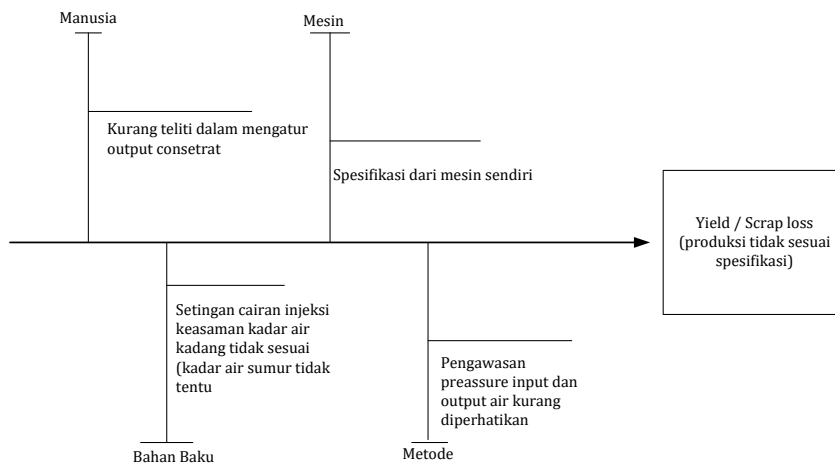 Manusia
Mesin
Kurang teliti dalam mengatur
output consetrat
Spesifikasi dari mesin sendiri
Yield / Scrap loss
(produksi tidak sesuai
spesifikasi)
Setingan cairan injeksi
keasaman kadar air
kadang tidak sesuai
(kadar air sumur tidak
tentu
Pengawasan
preassure input dan
output air kurang
diperhatikan
Bahan Baku
Metode